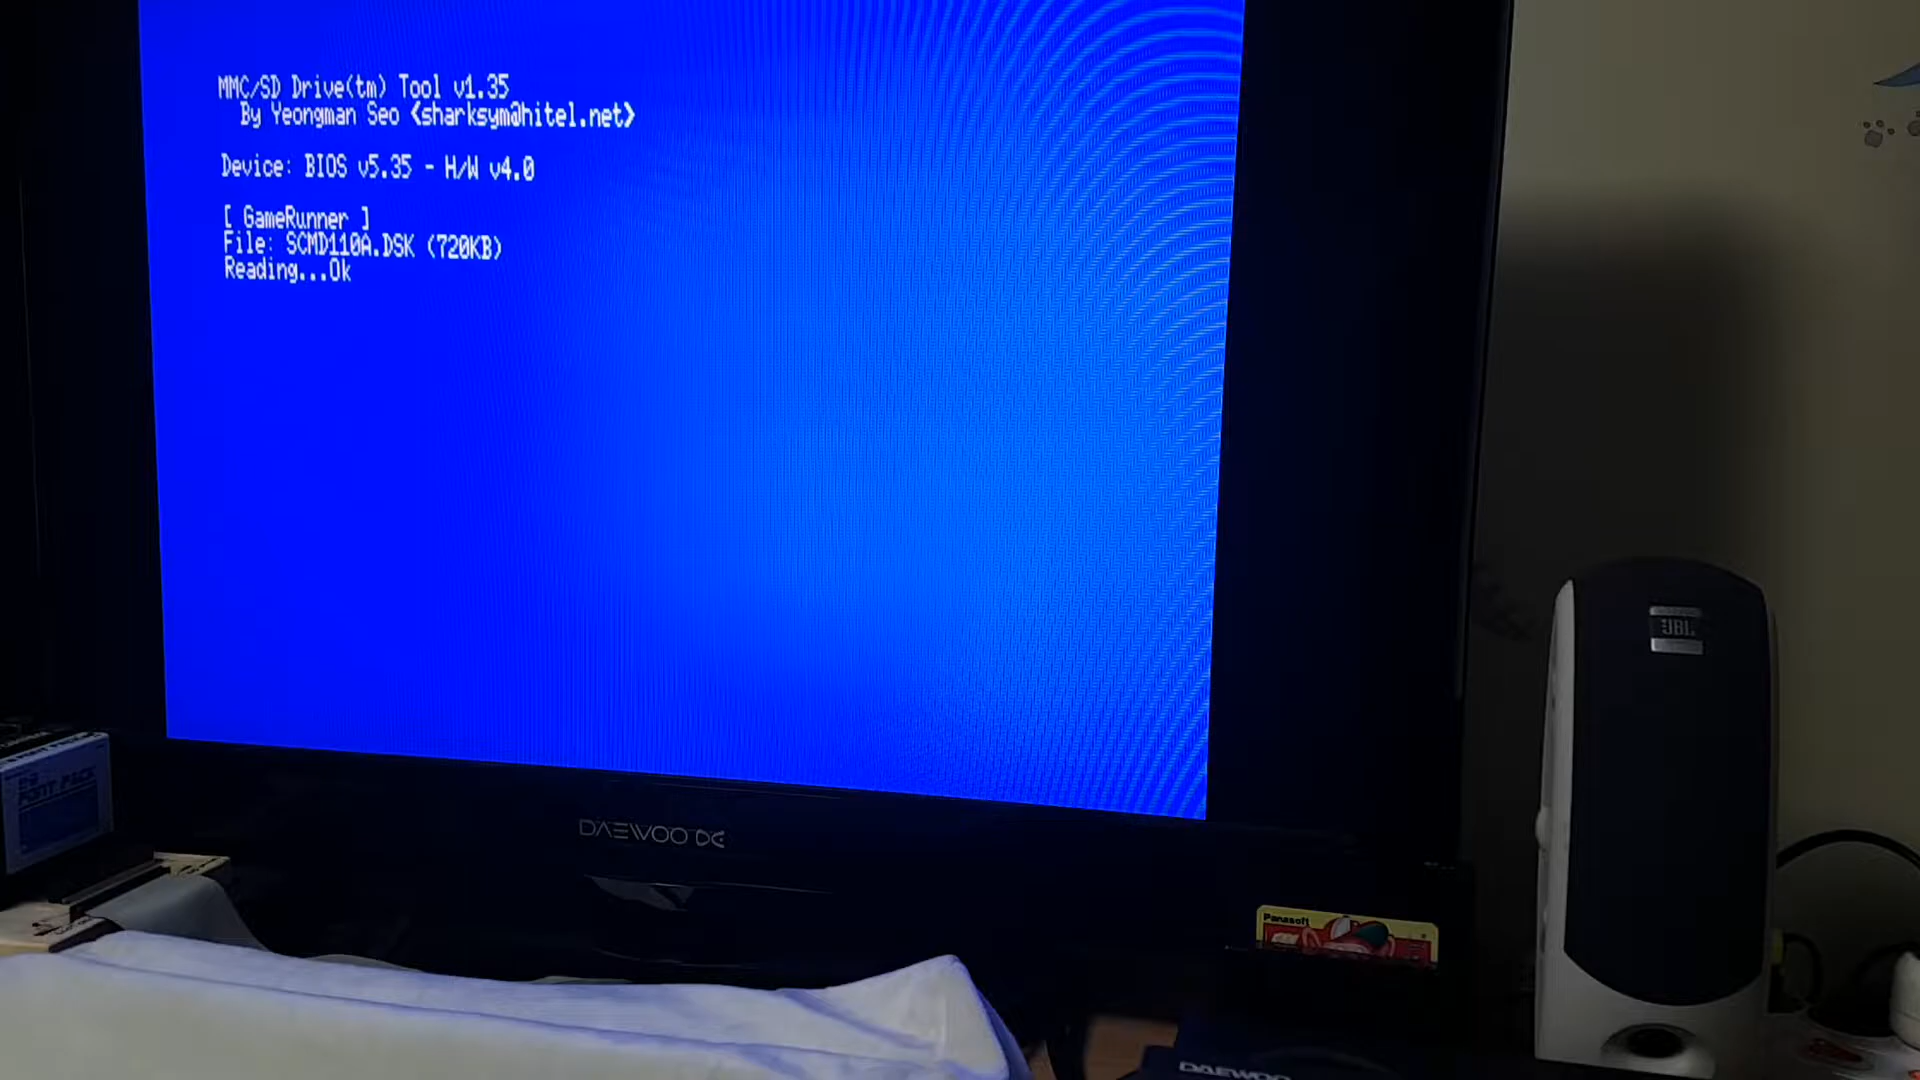 MMC/SD Drive(tm) Tool v1.35
By Yeongman Seo <sharksym@hitel.net>
Device: BIOS v5.35 - H/W v4.0
[ GameRunner ]
File: SCMD110A.DSK (720KB)
Reading...Ok
JBL
DAEWOO
Panasoft
DAEWOO